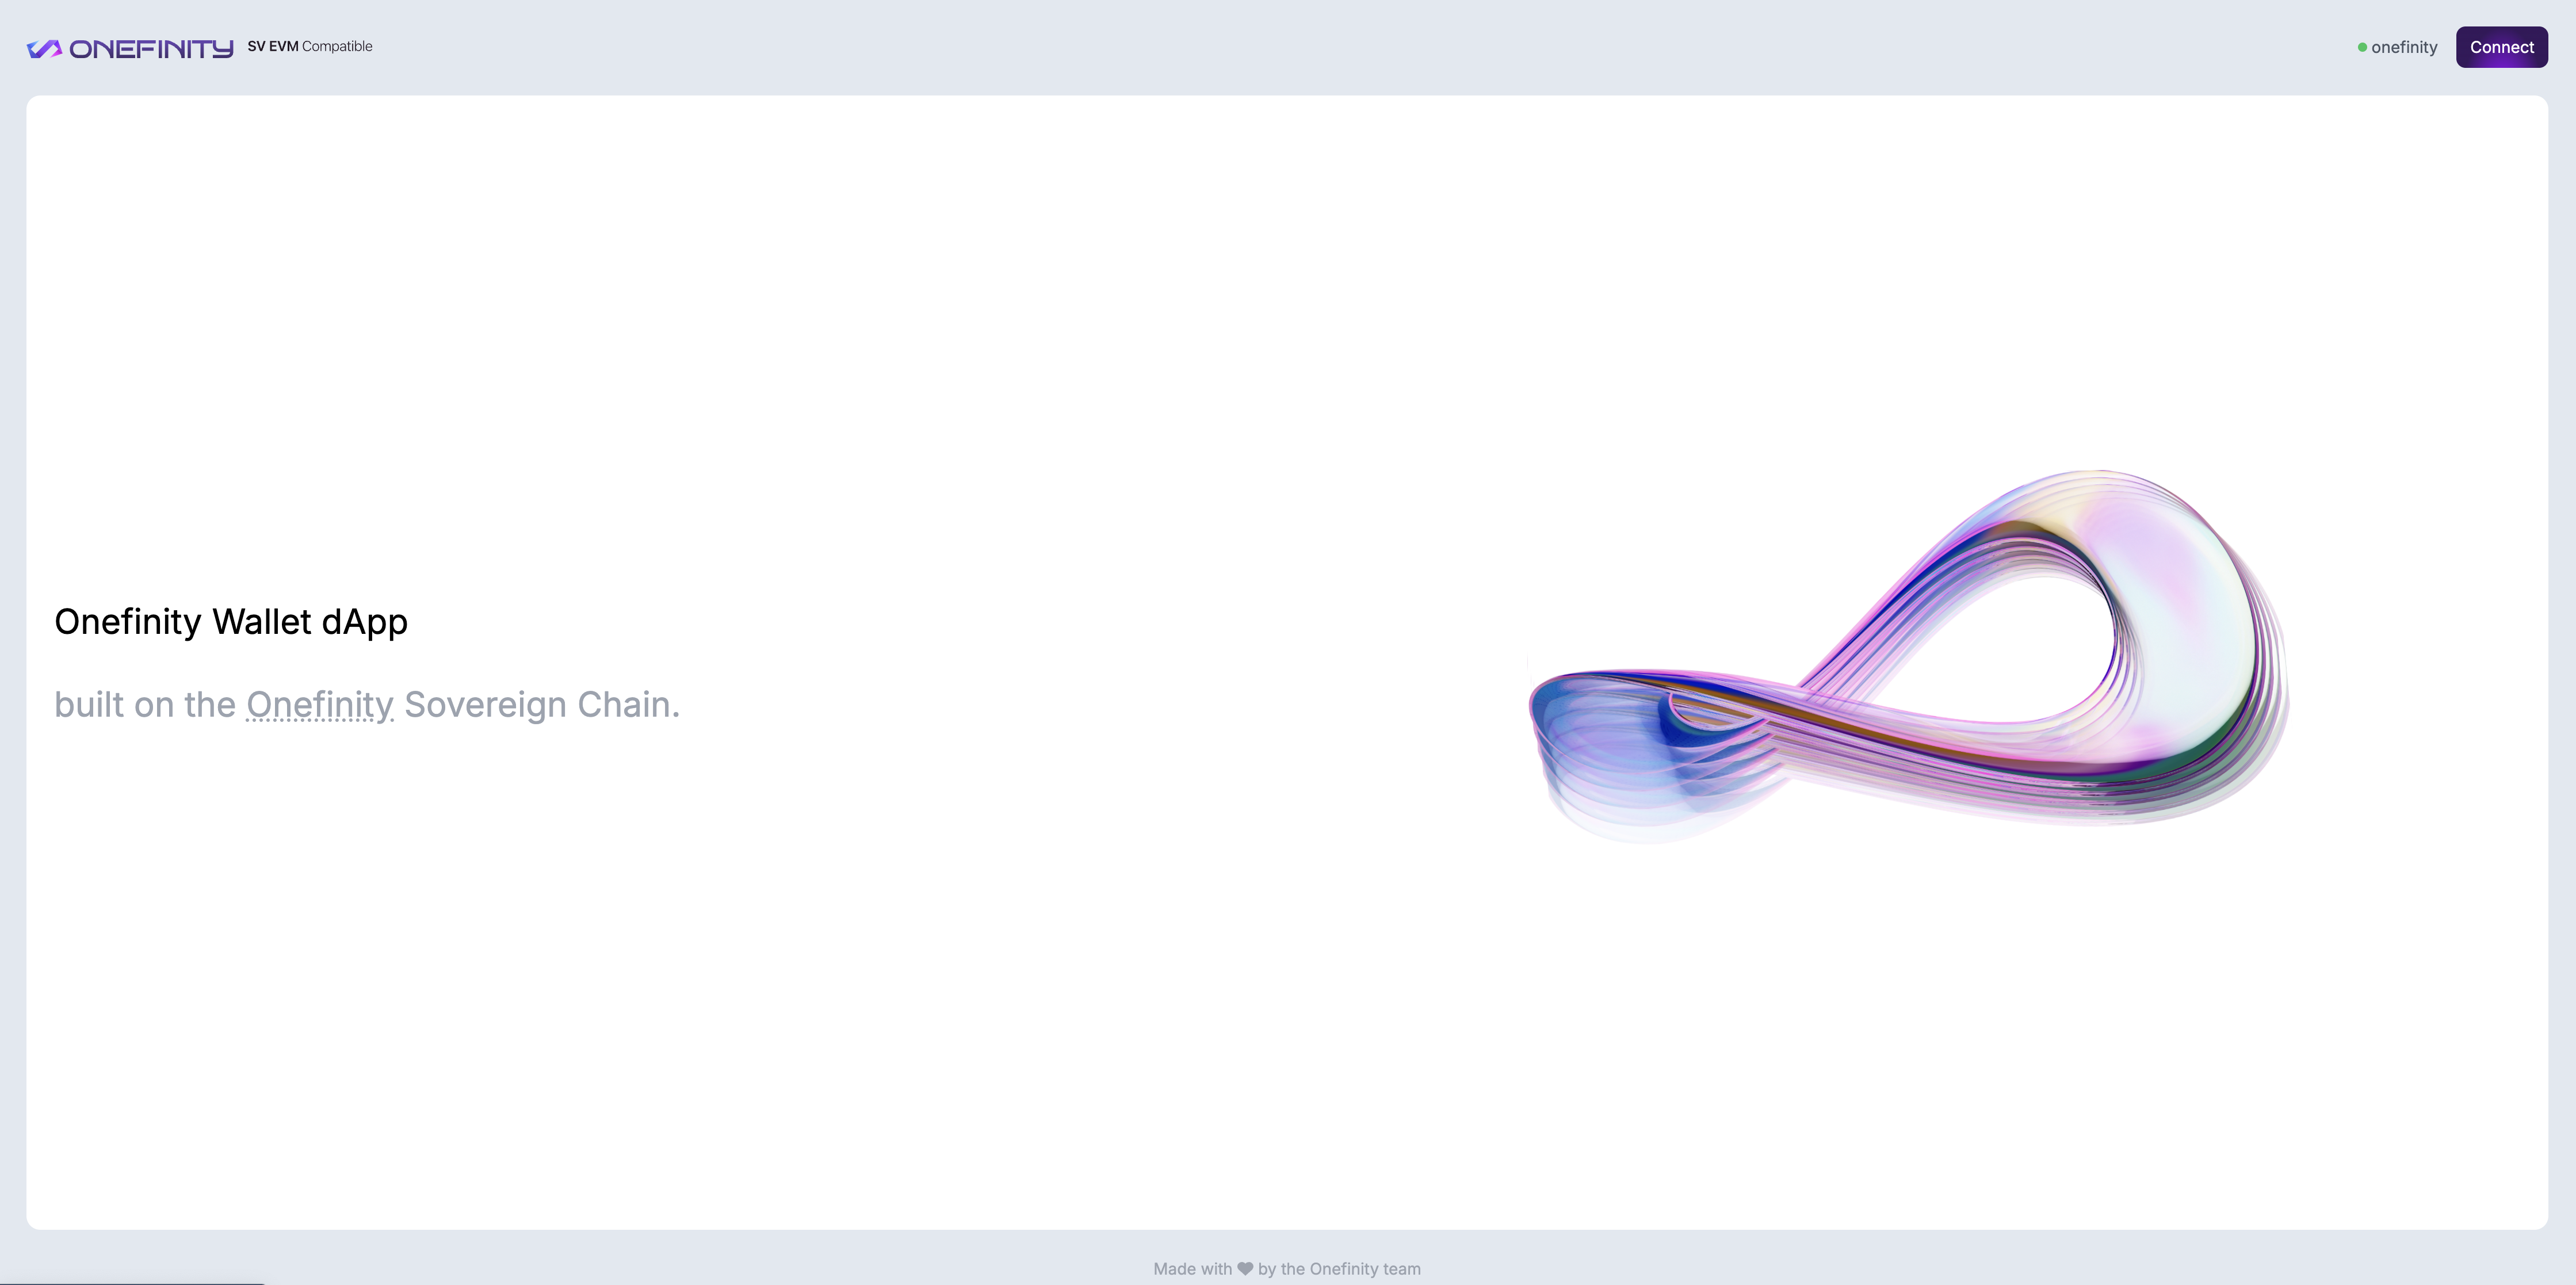 ONEFINITY SV EVM Compatible
onefinity
Connect
Onefinity Wallet dApp
built on the Onefinity Sovereign Chain.
Made with ❤ by the Onefinity team